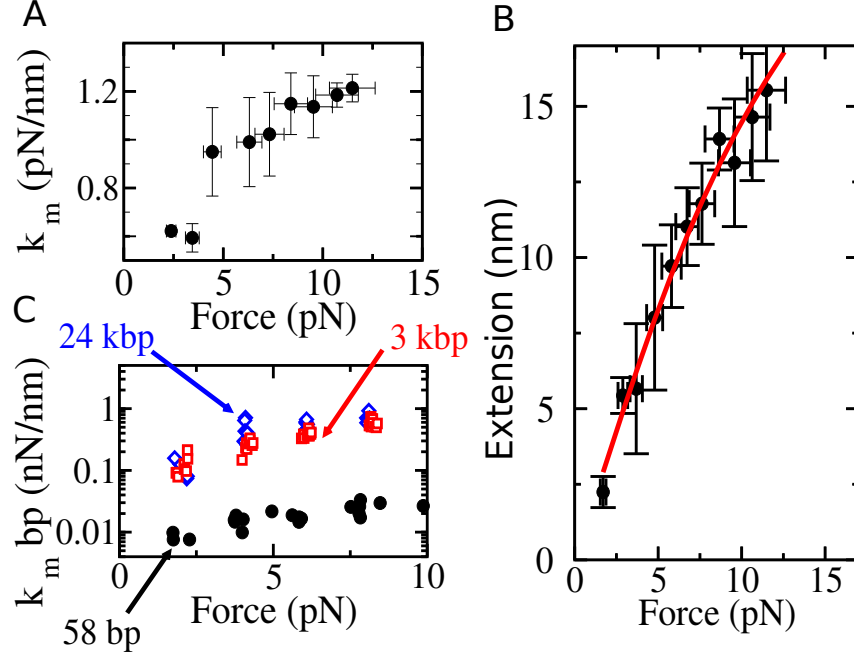 A
k_m (pN/nm)
1.2
0.8
0 5 10 15
Force (pN)
B
Extension (nm)
15
10
5
0
0 5 10 15
Force (pN)
C
24 kbp
3 kbp
k_m bp (nN/nm)
1
0.1
0.01
0 5 10
Force (pN)
58 bp